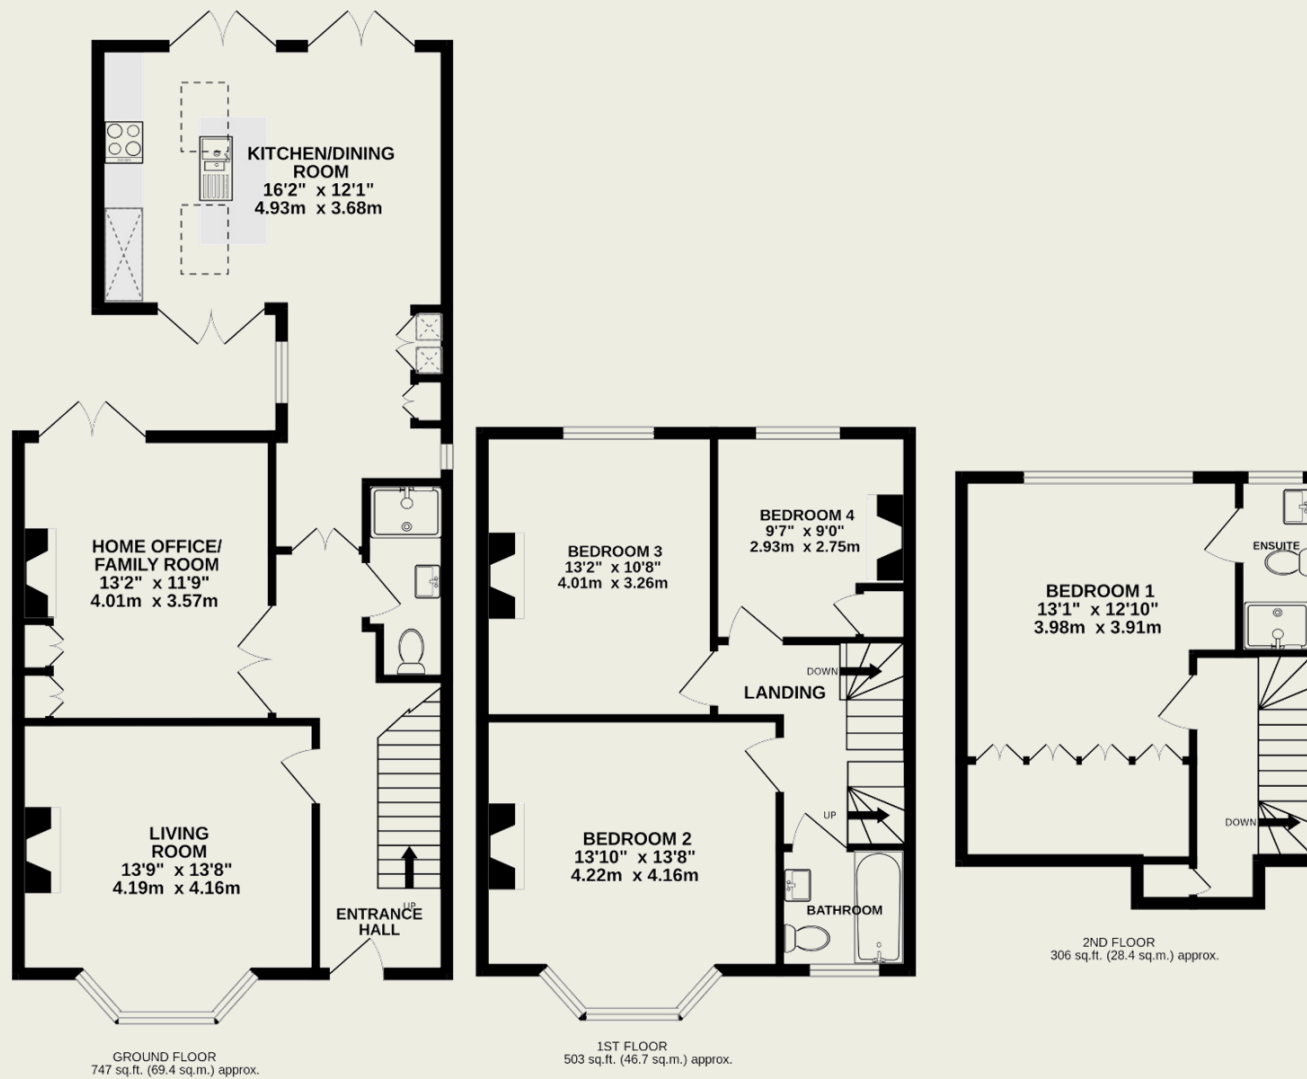 KITCHEN/DINING
ROOM
16'2" x 12'1"
4.93m x 3.68m
HOME OFFICE/
FAMILY ROOM
13'2" x 11'9"
4.01m x 3.57m
LIVING
ROOM
13'9" x 13'8"
4.19m x 4.16m
UP
ENTRANCE
HALL
GROUND FLOOR
747 sq.ft. (69.4 sq.m.) approx.
BEDROOM 3
13'2" x 10'8"
4.01m x 3.26m
BEDROOM 4
9'7" x 9'0"
2.93m x 2.75m
DOWN
LANDING
UP
BEDROOM 2
13'10" x 13'8"
4.22m x 4.16m
BATHROOM
1ST FLOOR
503 sq.ft. (46.7 sq.m.) approx.
ENSUITE
BEDROOM 1
13'1" x 12'10"
3.98m x 3.91m
DOWN
2ND FLOOR
306 sq.ft. (28.4 sq.m.) approx.